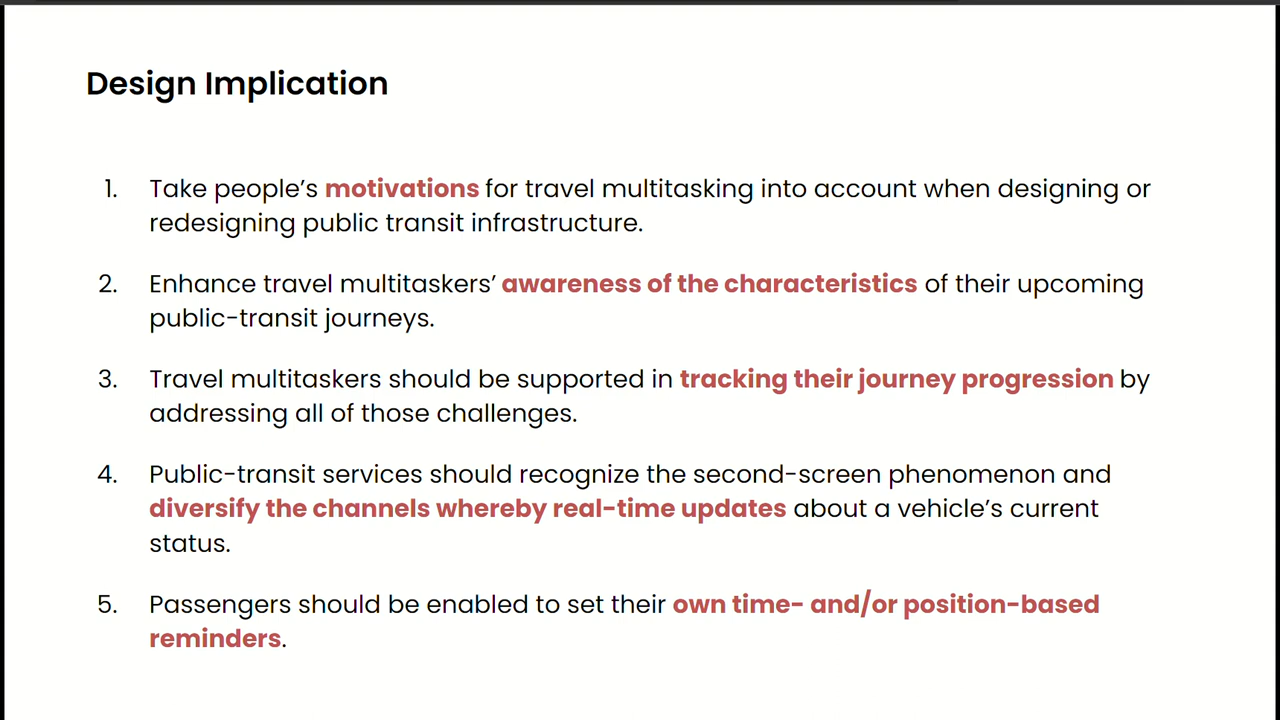 Design Implication
1. Take people’s motivations for travel multitasking into account when designing or
redesigning public transit infrastructure.
2. Enhance travel multitaskers’ awareness of the characteristics of their upcoming
public-transit journeys.
3. Travel multitaskers should be supported in tracking their journey progression by
addressing all of those challenges.
4. Public-transit services should recognize the second-screen phenomenon and
diversify the channels whereby real-time updates about a vehicle’s current
status.
5. Passengers should be enabled to set their own time- and/or position-based
reminders.